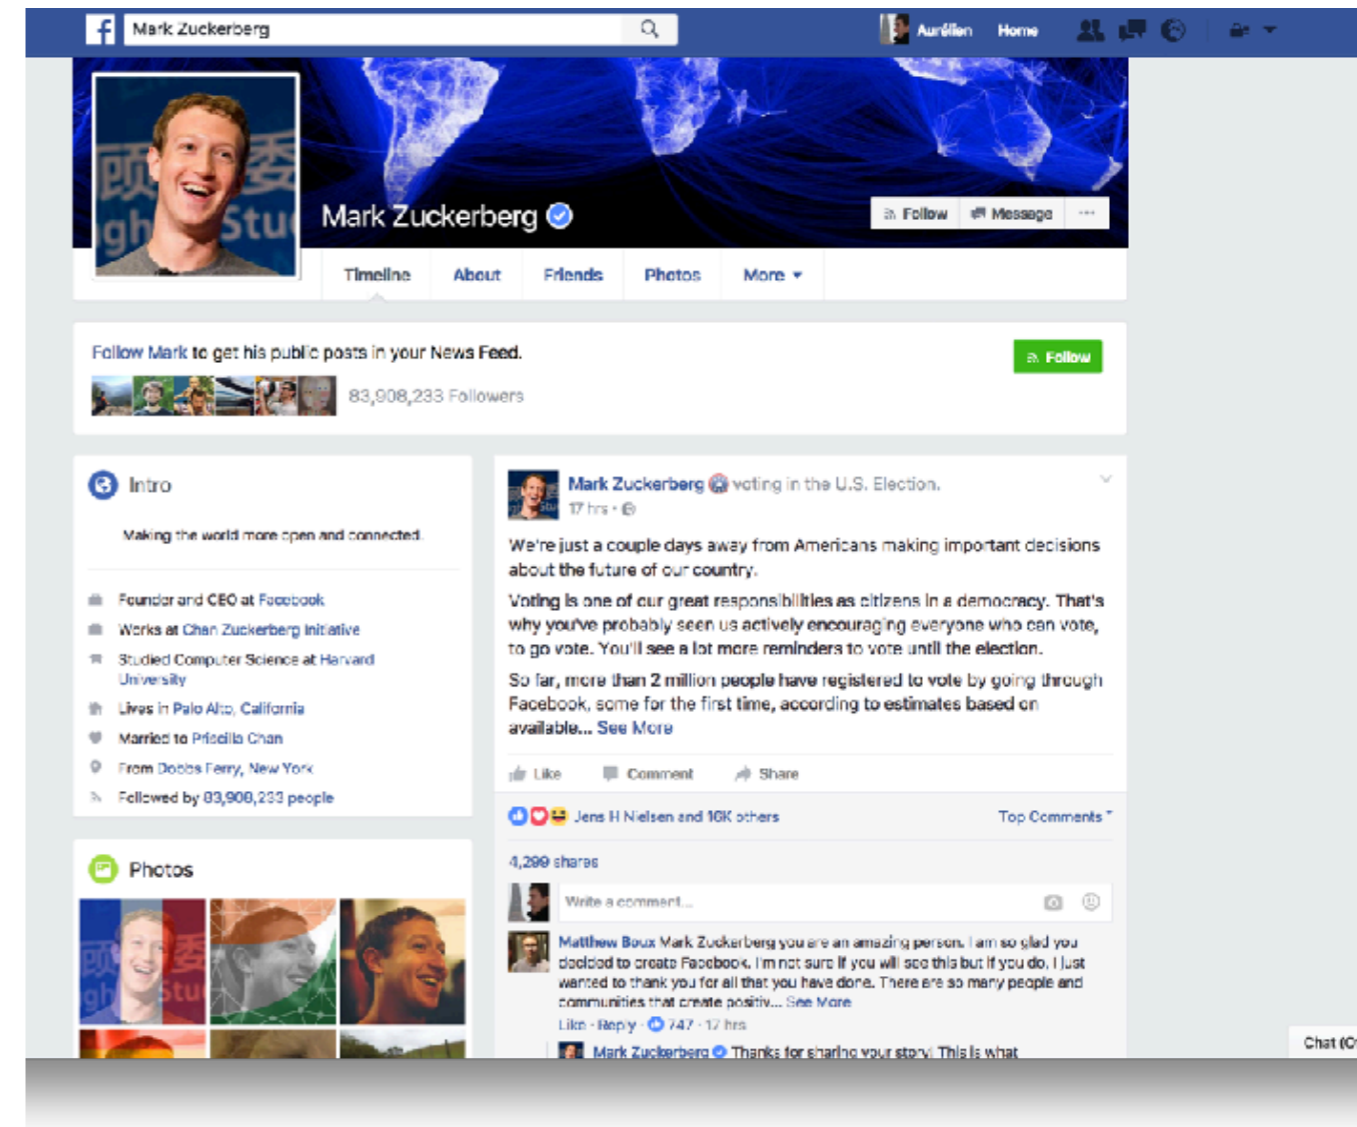 f Mark Zuckerberg
Aurélien Home
顾 委
gh Stu
Mark Zuckerberg
Follow Message ...
Timeline About Friends Photos More
Follow Mark to get his public posts in your News Feed.
Follow
83,908,233 Followers
Intro
Making the world more open and connected.
Founder and CEO at Facebook
Works at Chan Zuckerberg Initiative
Studied Computer Science at Harvard
University
Lives in Palo Alto, California
Married to Priscilla Chan
From Dobbs Ferry, New York
Followed by 83,908,233 people
Photos
Mark Zuckerberg voting in the U.S. Election.
17 hrs ·
We're just a couple days away from Americans making important decisions
about the future of our country.
Voting is one of our great responsibilities as citizens in a democracy. That's
why you've probably seen us actively encouraging everyone who can vote,
to go vote. You'll see a lot more reminders to vote until the election.
So far, more than 2 million people have registered to vote by going through
Facebook, some for the first time, according to estimates based on
available... See More
Like Comment Share
Jens H Nielsen and 16K others
Top Comments
4,299 shares
Write a comment...
Matthew Boux Mark Zuckerberg you are an amazing person. I am so glad you
decided to create Facebook. I'm not sure if you will see this but if you do, I just
wanted to thank you for all that you have done. There are so many people and
communities that create positiv... See More
Like · Reply · 747 · 17 hrs
Mark Zuckerberg Thanks for sharing your story! This is what
Chat